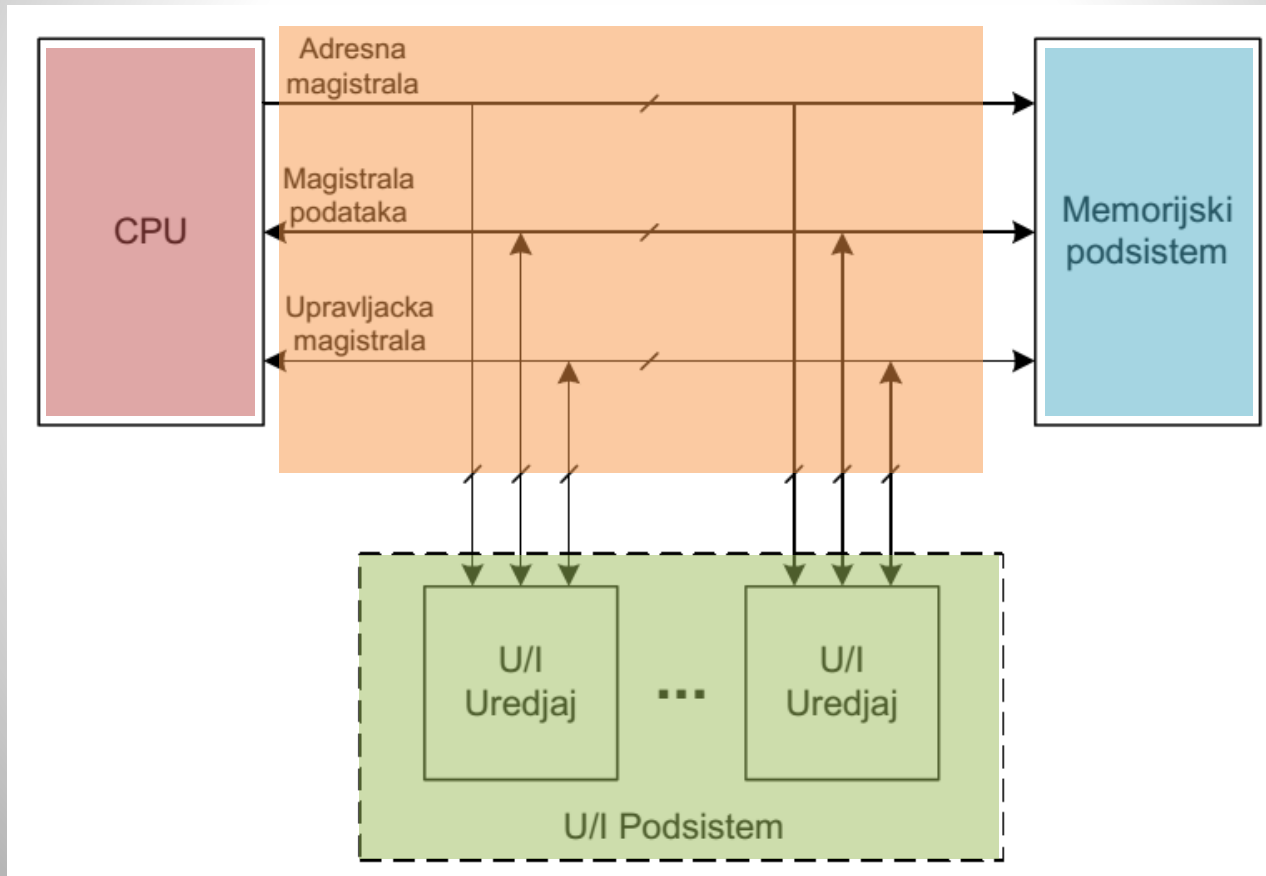 Adresna
magistrala
Magistrala
podataka
CPU
Memorijski
podsistem
Upravljacka
magistrala
U/I
Uredjaj
...
U/I
Uredjaj
U/I Podsistem